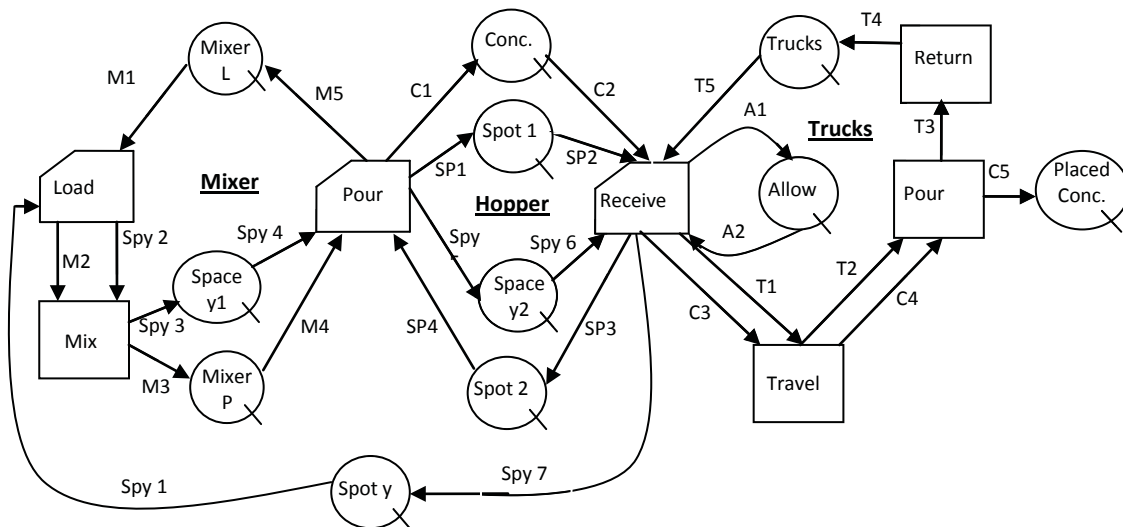 Mixer
L
Conc.
Trucks
T4
Return
M1
M5
C1
C2
T5
A1
Trucks
T3
Spot 1
SP1
SP2
Load
Mixer
Pour
Hopper
Receive
Allow
Pour
C5
Placed
Conc.
M2
Spy 2
Spy 4
Spy
Spy 6
A2
Space
y1
Space
y2
T1
T2
C4
Mix
Spy 3
M4
SP4
SP3
C3
M3
Mixer
P
Spot 2
Travel
Spy 1
Spot y
Spy 7